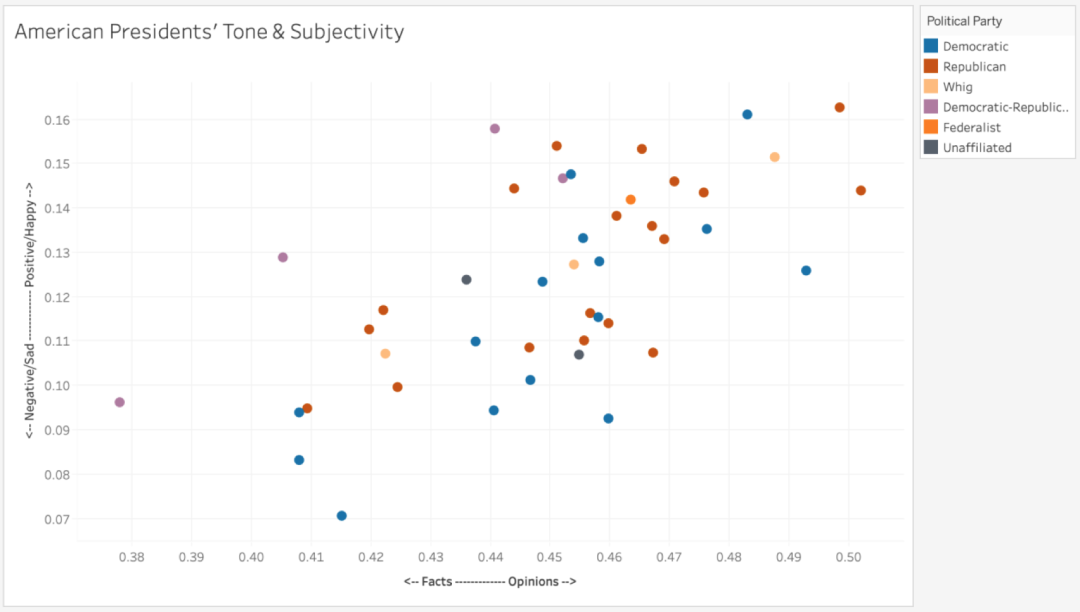 American Presidents’ Tone & Subjectivity
Political Party
Democratic
Republican
Whig
Democratic-Republic..
Federalist
Unaffiliated
<-- Negative/Sad ------------- Positive/Happy -->
0.16
0.15
0.14
0.13
0.12
0.11
0.10
0.09
0.08
0.07
0.38 0.39 0.40 0.41 0.42 0.43 0.44 0.45 0.46 0.47 0.48 0.49 0.50
<-- Facts ------------- Opinions -->